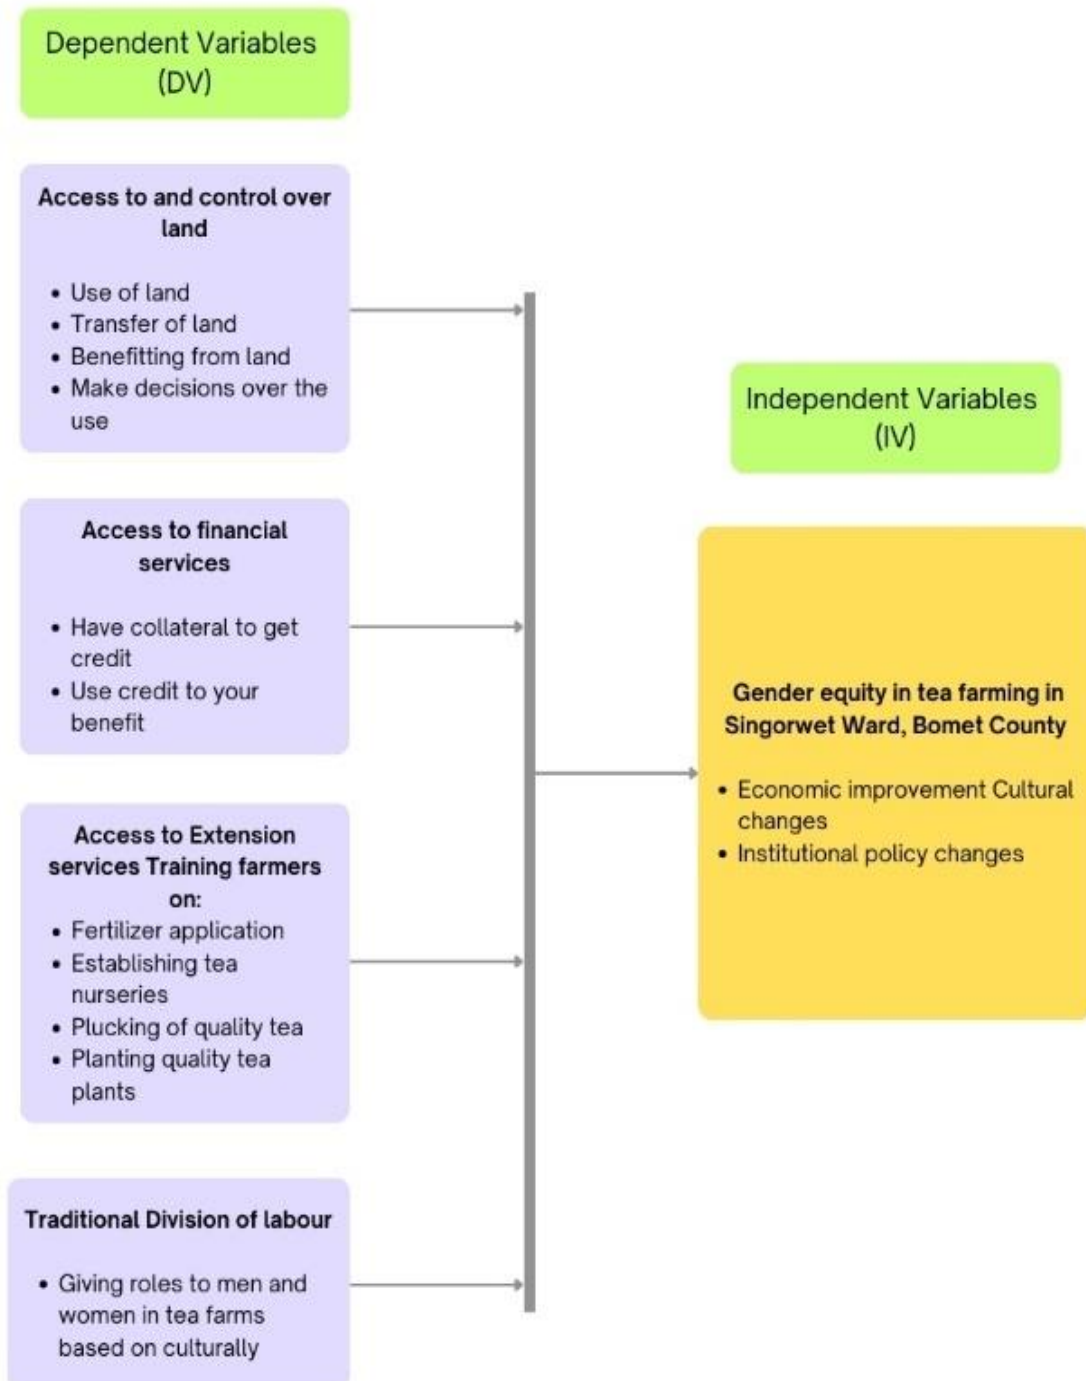 Dependent Variables
(DV)
Access to and control over
land
• Use of land
• Transfer of land
• Benefitting from land
• Make decisions over the
use
Access to financial
services
• Have collateral to get
credit
• Use credit to your
benefit
Access to Extension
services Training farmers
on:
• Fertilizer application
• Establishing tea
nurseries
• Plucking of quality tea
• Planting quality tea
plants
Traditional Division of labour
• Giving roles to men and
women in tea farms
based on culturally
Independent Variables
(IV)
Gender equity in tea farming in
Singorwet Ward, Bomet County
• Economic improvement Cultural
changes
• Institutional policy changes